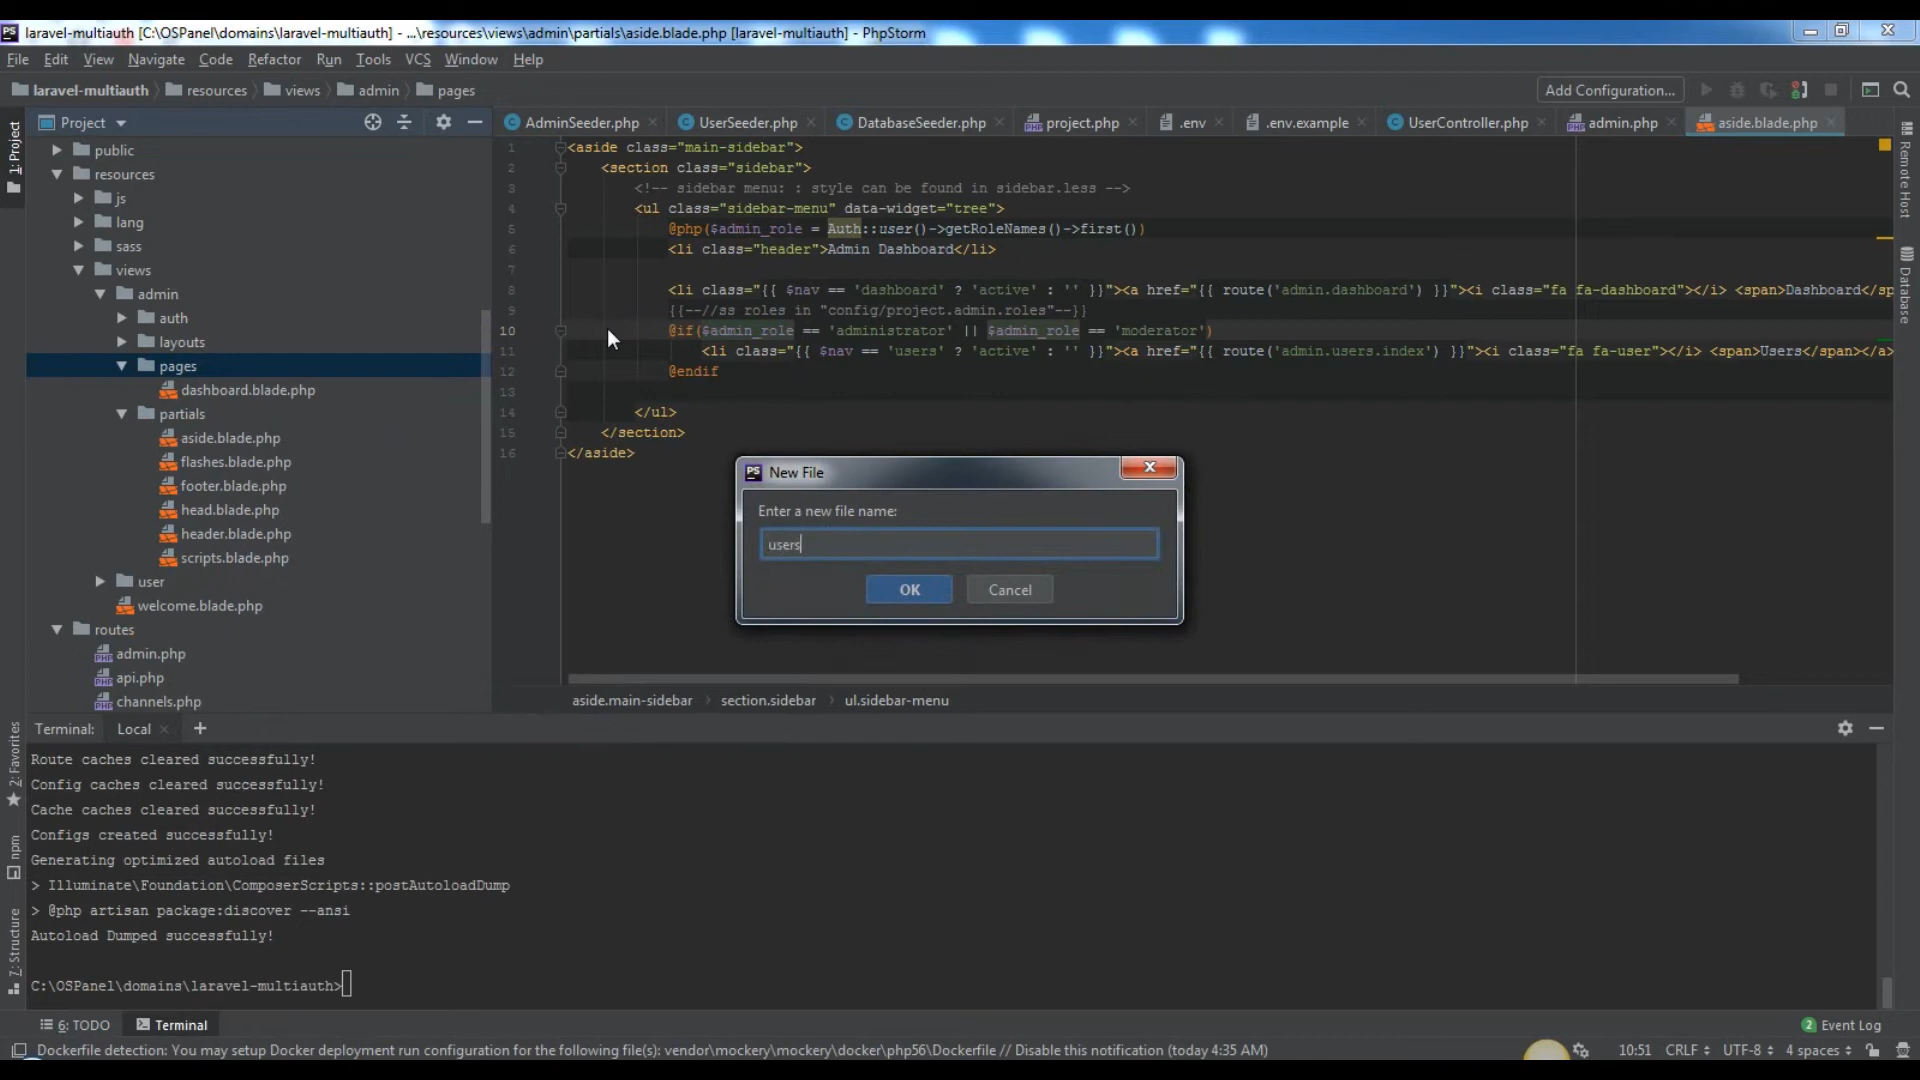 laravel-multiauth [C:\OSPanel\domains\laravel-multiauth] - ...\resources\views\admin\partials\aside.blade.php [laravel-multiauth] - PhpStorm
File Edit View Navigate Code Refactor Run Tools VCS Window Help
laravel-multiauth resources views admin pages Add Configuration...
Project
AdminSeeder.php UserSeeder.php DatabaseSeeder.php project.php .env .env.example UserController.php admin.php aside.blade.php
1: Project
public
resources
js
lang
sass
views
admin
auth
layouts
pages
dashboard.blade.php
partials
aside.blade.php
flashes.blade.php
footer.blade.php
head.blade.php
header.blade.php
scripts.blade.php
user
welcome.blade.php
routes
admin.php
api.php
channels.php
1 <aside class="main-sidebar">
2 <section class="sidebar">
3 <!-- sidebar menu: : style can be found in sidebar.less -->
4 <ul class="sidebar-menu" data-widget="tree">
5 @php($admin_role = Auth::user()->getRoleNames()->first())
6 <li class="header">Admin Dashboard</li>
7
8 <li class="{{ $nav == 'dashboard' ? 'active' : '' }}"><a href="{{ route('admin.dashboard') }}"><i class="fa fa-dashboard"></i> <span>Dashboard</sp
9 {{--//ss roles in "config/project.admin.roles"--}}
10 @if($admin_role == 'administrator' || $admin_role == 'moderator')
11 <li class="{{ $nav == 'users' ? 'active' : '' }}"><a href="{{ route('admin.users.index') }}"><i class="fa fa-user"></i> <span>Users</span></a>
12 @endif
13
14 </ul>
15 </section>
16 </aside>
PS New File
Enter a new file name:
users
OK Cancel
aside.main-sidebar section.sidebar ul.sidebar-menu
Remote Host
Database
Terminal: Local
Route caches cleared successfully!
Config caches cleared successfully!
Cache caches cleared successfully!
Configs created successfully!
Generating optimized autoload files
> Illuminate\Foundation\ComposerScripts::postAutoloadDump
> @php artisan package:discover --ansi
Autoload Dumped successfully!
C:\OSPanel\domains\laravel-multiauth>
2: Favorites
npm
7: Structure
6: TODO Terminal 2 Event Log
Dockerfile detection: You may setup Docker deployment run configuration for the following file(s): vendor\mockery\mockery\docker\php56\Dockerfile // Disable this notification (today 4:35 AM) 10:51 CRLF UTF-8 4 spaces